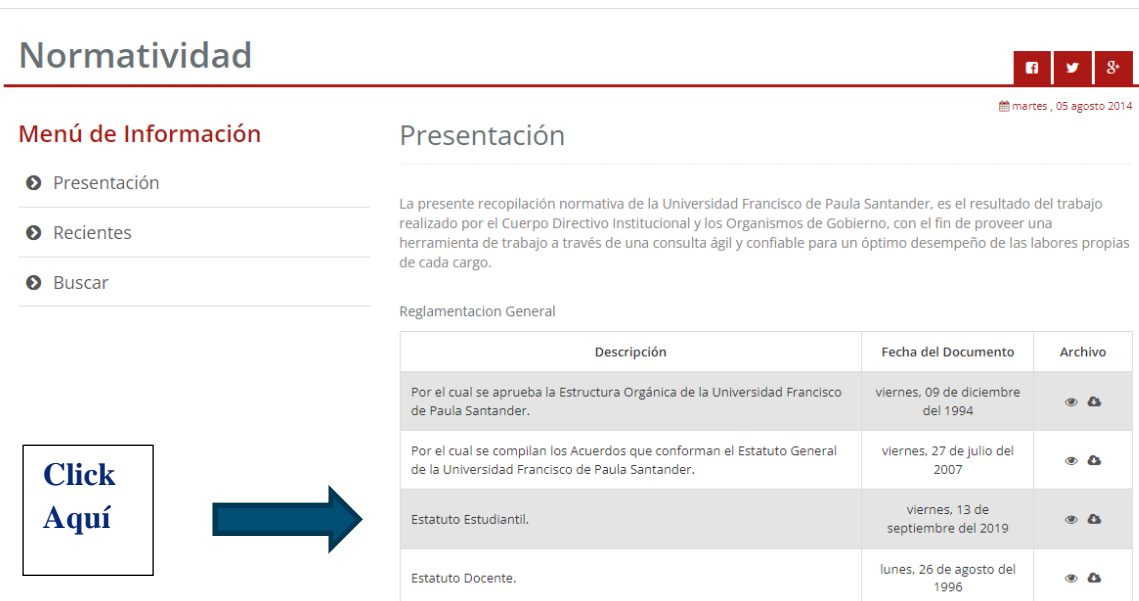 Normatividad
martes , 05 agosto 2014
Menú de Información
Presentación
Recientes
Buscar
Presentación
La presente recopilación normativa de la Universidad Francisco de Paula Santander, es el resultado del trabajo
realizado por el Cuerpo Directivo Institucional y los Organismos de Gobierno, con el fin de proveer una
herramienta de trabajo a través de una consulta ágil y confiable para un óptimo desempeño de las labores propias
de cada cargo.
Reglamentacion General
Descripción Fecha del Documento Archivo
Por el cual se aprueba la Estructura Orgánica de la Universidad Francisco
de Paula Santander.
viernes, 09 de diciembre
del 1994
Por el cual se compilan los Acuerdos que conforman el Estatuto General
de la Universidad Francisco de Paula Santander.
viernes, 27 de julio del
2007
Click
Aquí
Estatuto Estudiantil.
viernes, 13 de
septiembre del 2019
Estatuto Docente.
lunes, 26 de agosto del
1996